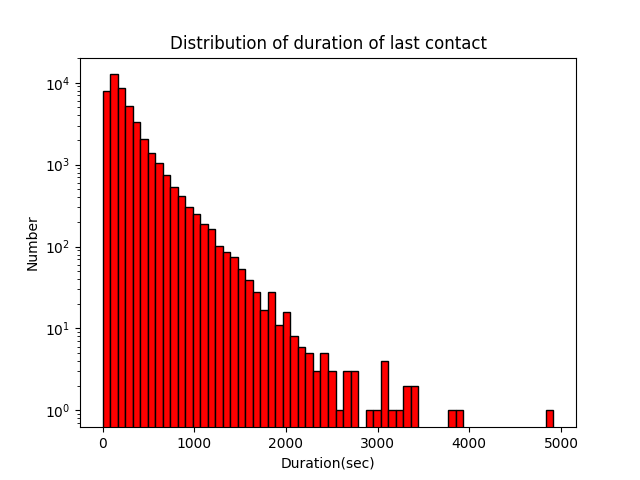 Distribution of duration of last contact
10⁴
10³
10²
10¹
10⁰
Number
0 1000 2000 3000 4000 5000
Duration(sec)